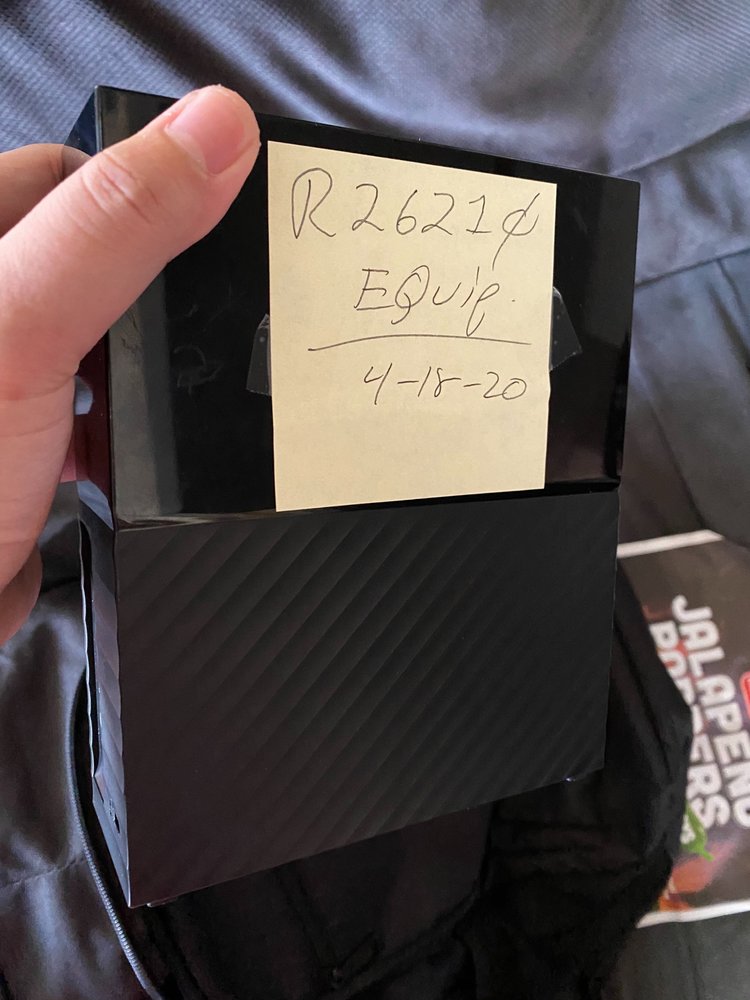 R2621¢
EQuip.
4-18-20
JALAPENO
POPPERS